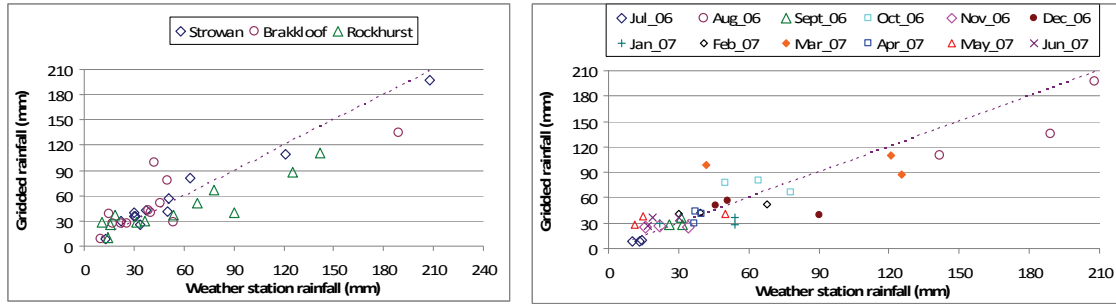 Strowan Brakkloof Rockhurst
Gridded rainfall (mm)
210
180
150
120
90
60
30
0
0 30 60 90 120 150 180 210 240
Weather station rainfall (mm)
Jul_06 Aug_06 Sept_06 Oct_06 Nov_06 Dec_06
Jan_07 Feb_07 Mar_07 Apr_07 May_07 Jun_07
Gridded rainfall (mm)
210
180
150
120
90
60
30
0
0 30 60 90 120 150 180 210
Weather station rainfall (mm)